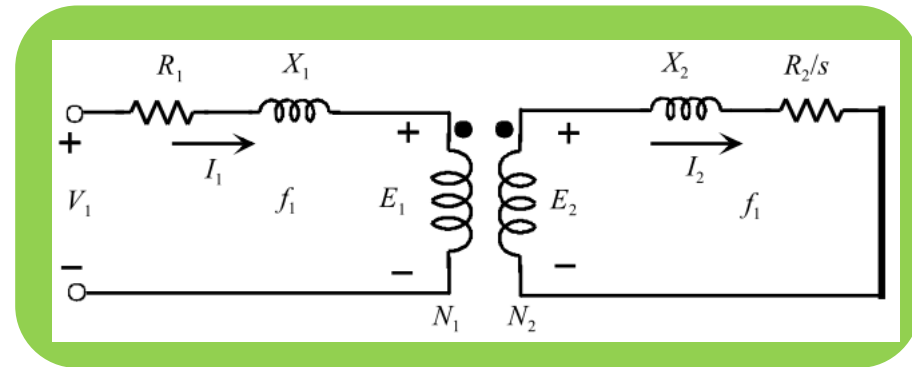 R₁ X₁ X₂ R₂/s
+ + +
I₁ I₂
V₁ f₁ E₁ E₂ f₁
− − −
N₁ N₂